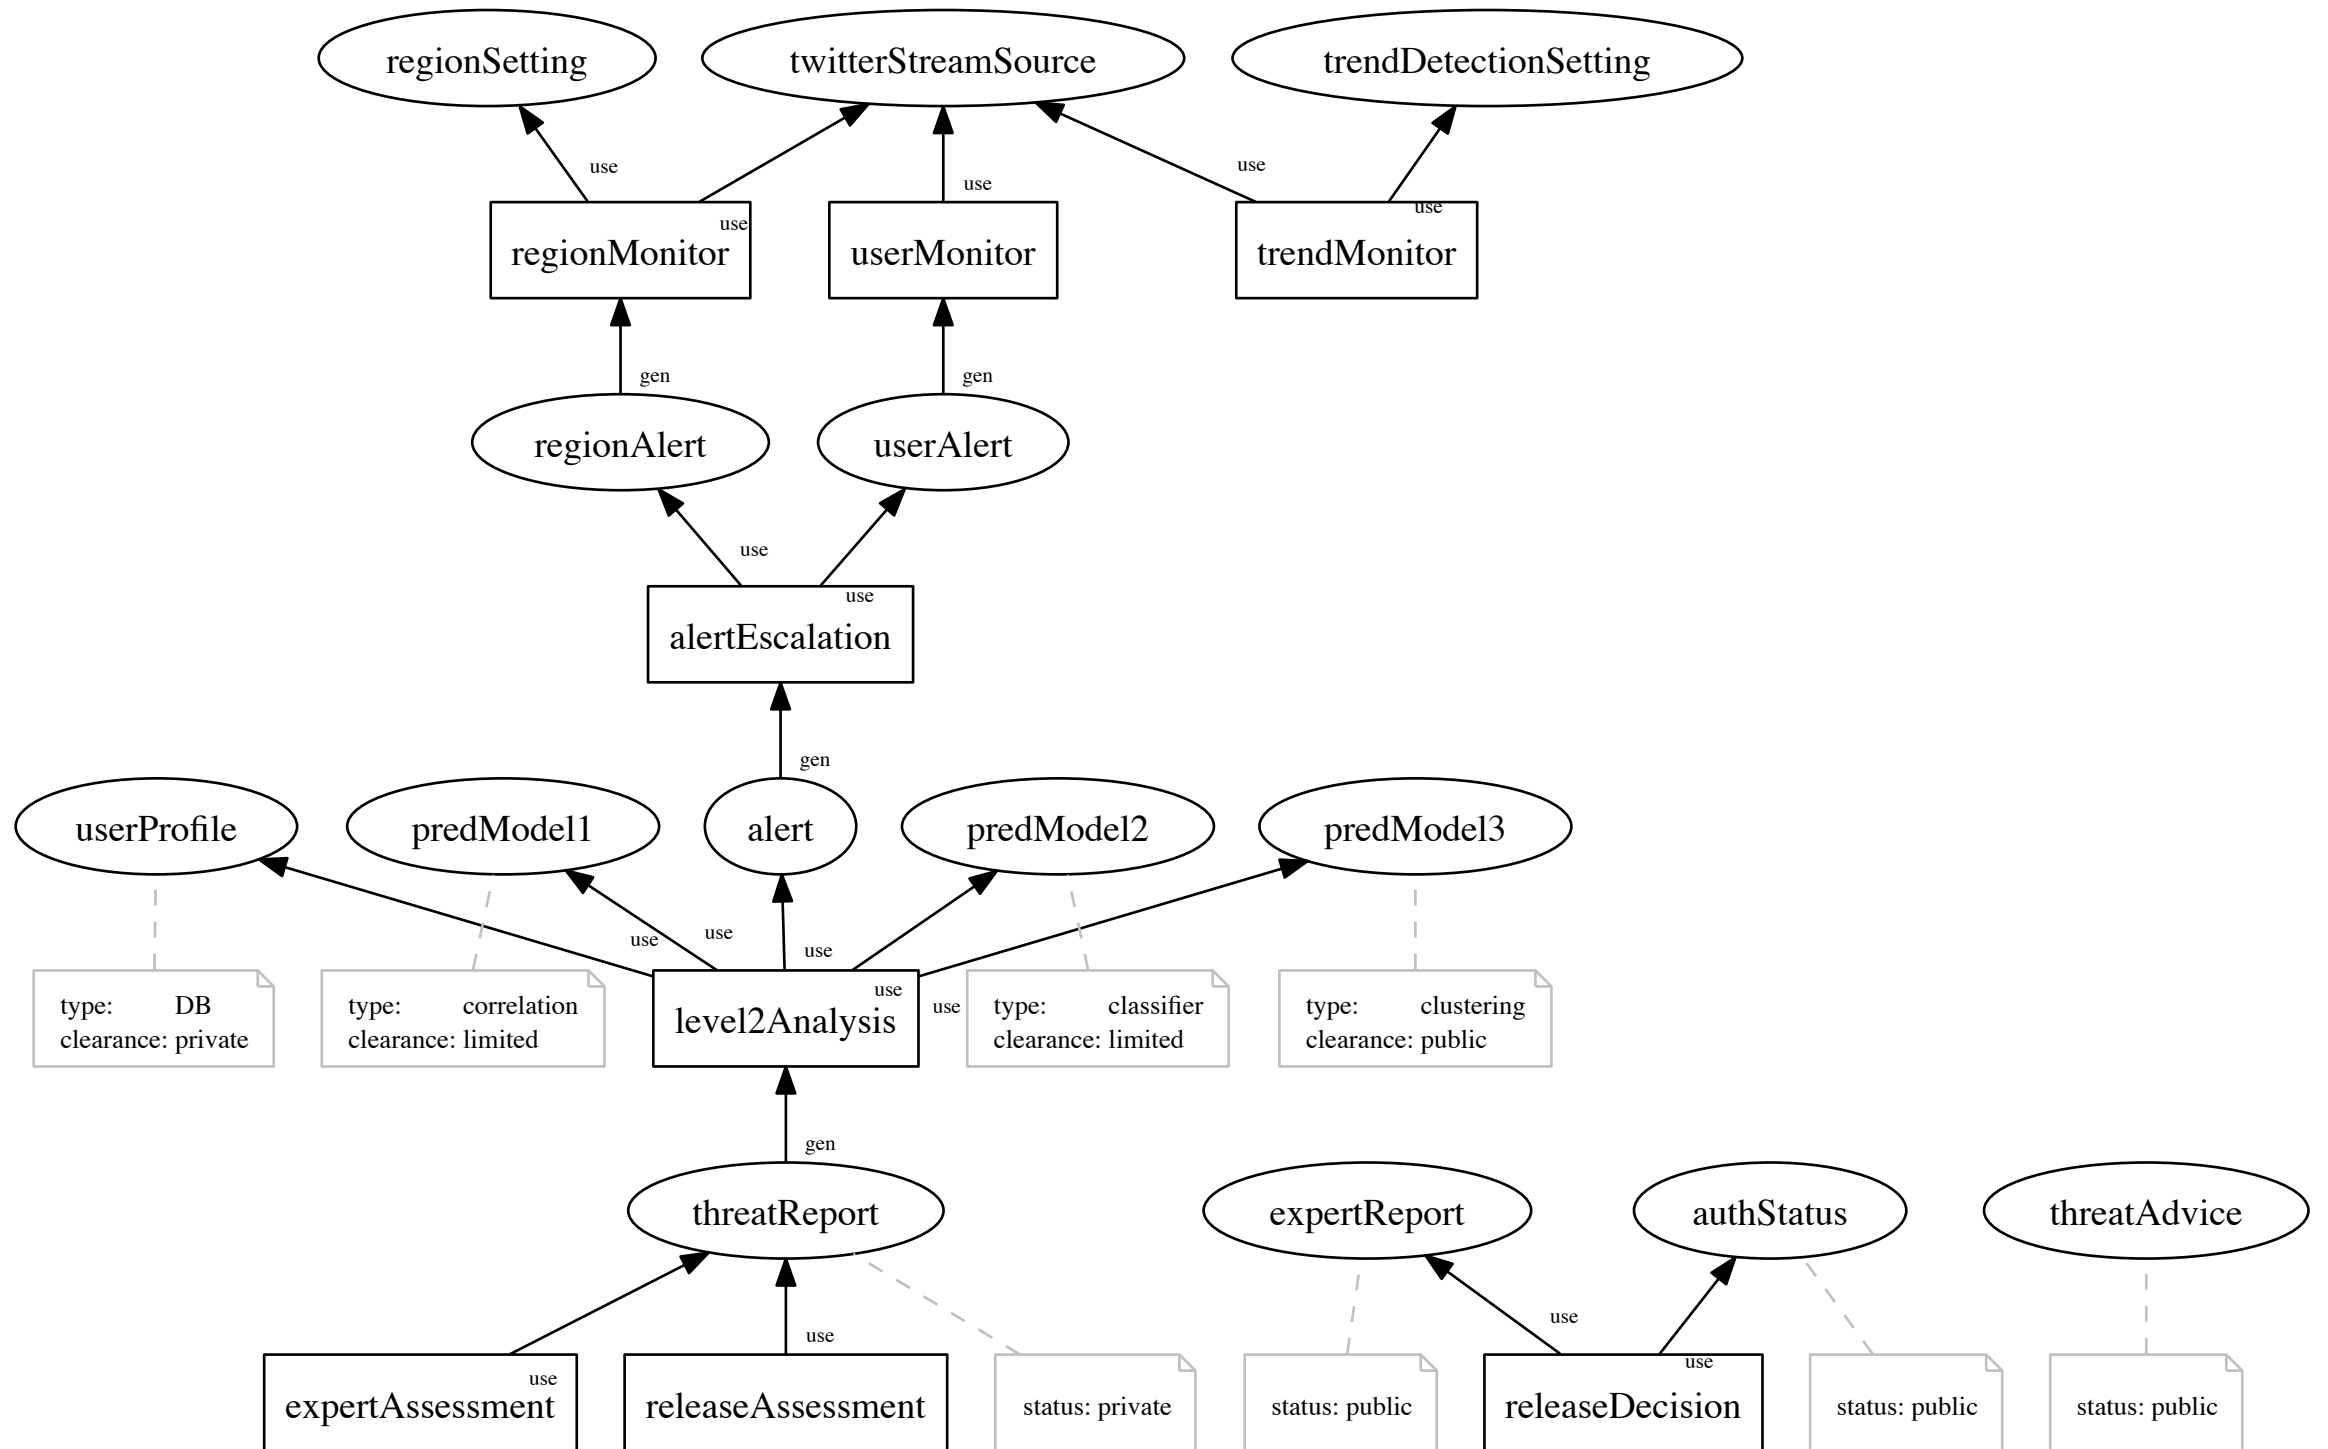 regionSetting
twitterStreamSource
trendDetectionSetting
use
use
use
use
use
regionMonitor
userMonitor
trendMonitor
gen
gen
regionAlert
userAlert
use
use
alertEscalation
gen
userProfile
predModel1
alert
predModel2
predModel3
use
use
use
use
use
type: DB
clearance: private
type: correlation
clearance: limited
level2Analysis
type: classifier
clearance: limited
type: clustering
clearance: public
gen
threatReport
expertReport
authStatus
threatAdvice
use
use
use
use
expertAssessment
releaseAssessment
status: private
status: public
releaseDecision
status: public
status: public